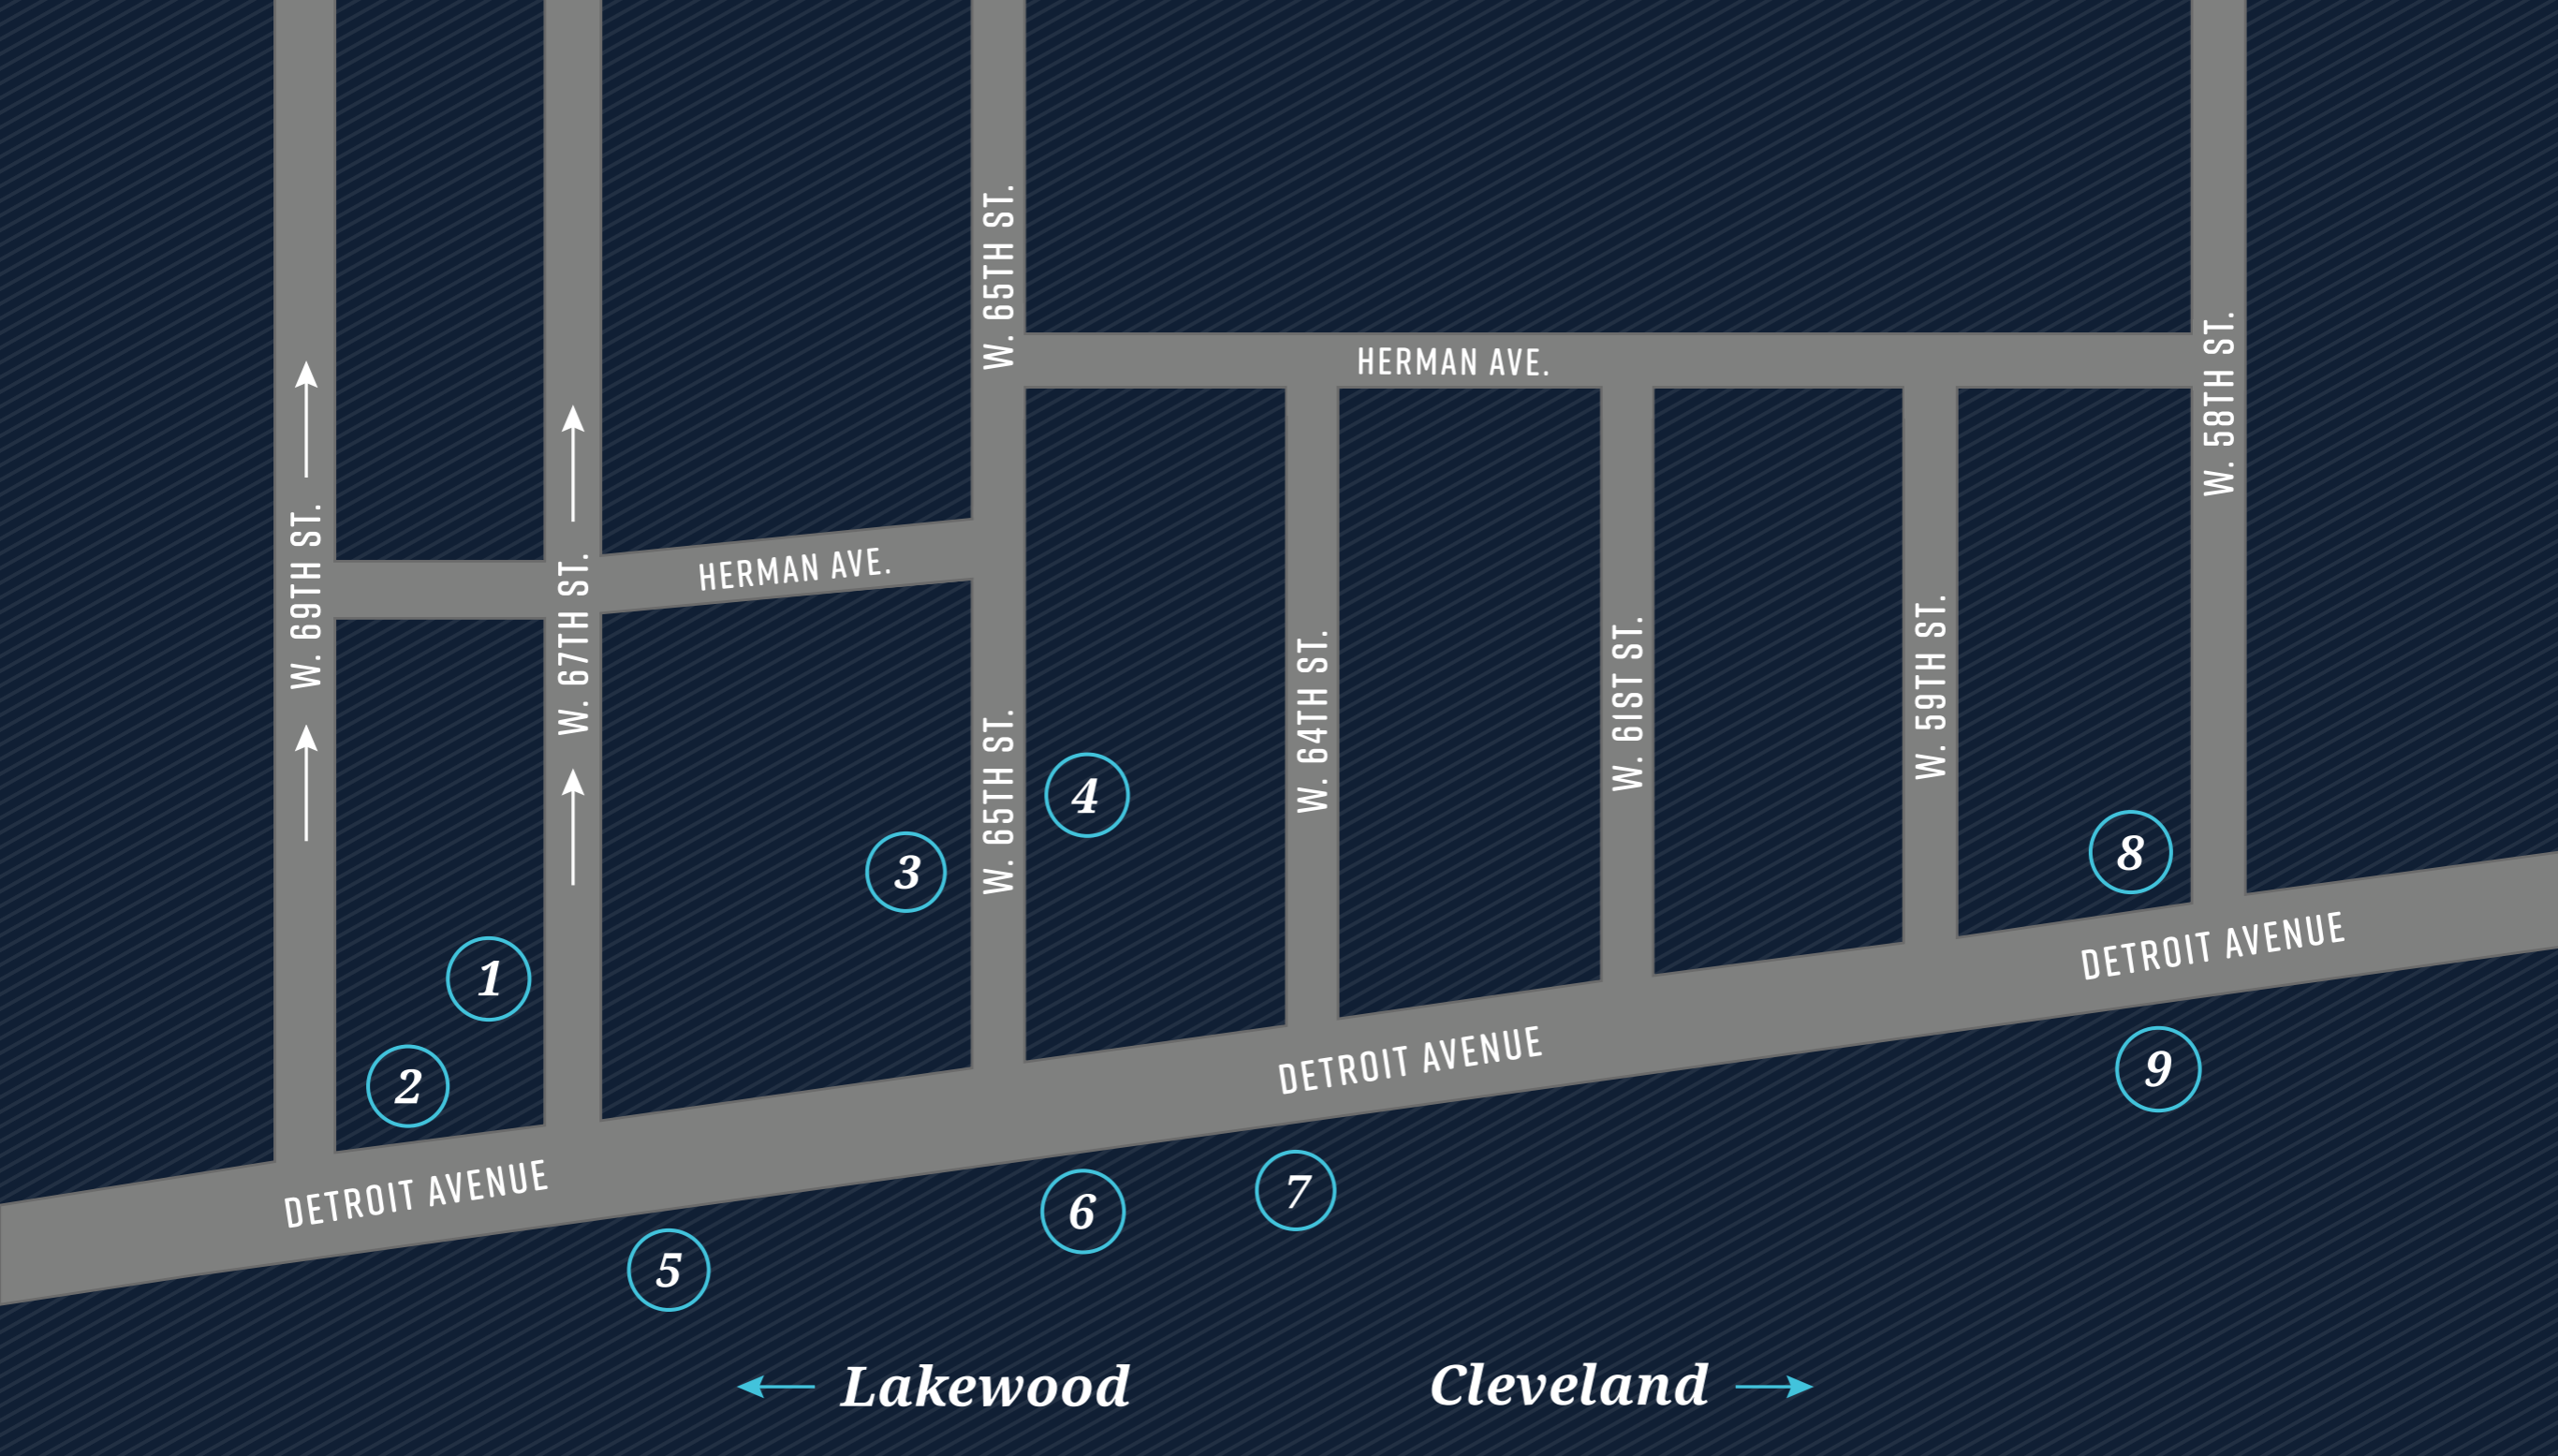 W. 65TH ST.
HERMAN AVE.
W. 58TH ST.
W. 69TH ST.
W. 67TH ST.
HERMAN AVE.
W. 65TH ST.
W. 64TH ST.
W. 61ST ST.
W. 59TH ST.
4
3
8
1
2
DETROIT AVENUE
DETROIT AVENUE
DETROIT AVENUE
9
7
6
5
Lakewood
Cleveland